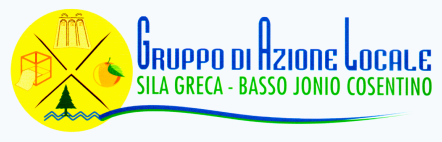 GRUPPO DI AZIONE LOCALE
SILA GRECA - BASSO JONIO COSENTINO